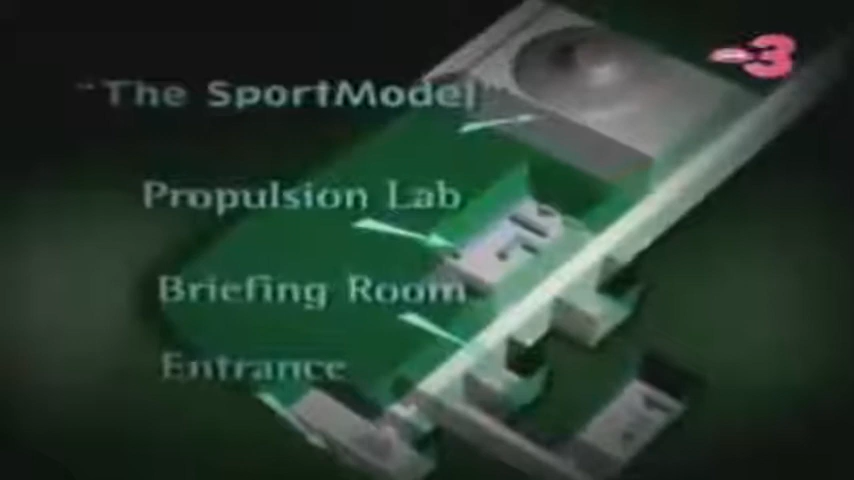 "The SportModel"
Propulsion Lab
Briefing Room
Entrance
3